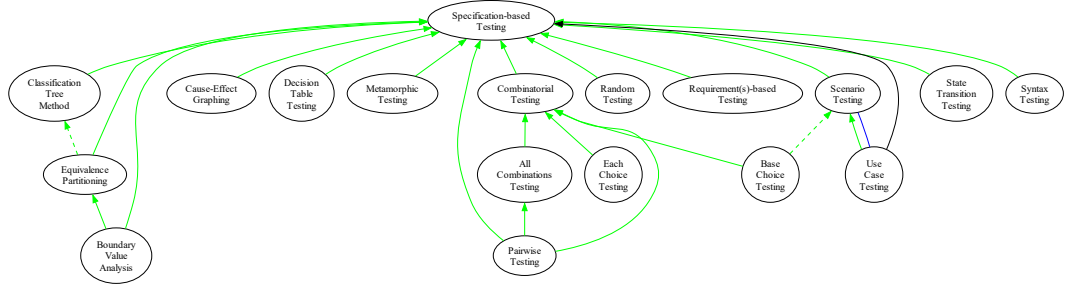 Specification-based
Testing
Classification
Tree
Method
Cause-Effect
Graphing
Decision
Table
Testing
Metamorphic
Testing
Combinatorial
Testing
Random
Testing
Requirement(s)-based
Testing
Scenario
Testing
State
Transition
Testing
Syntax
Testing
Equivalence
Partitioning
All
Combinations
Testing
Each
Choice
Testing
Base
Choice
Testing
Use
Case
Testing
Boundary
Value
Analysis
Pairwise
Testing